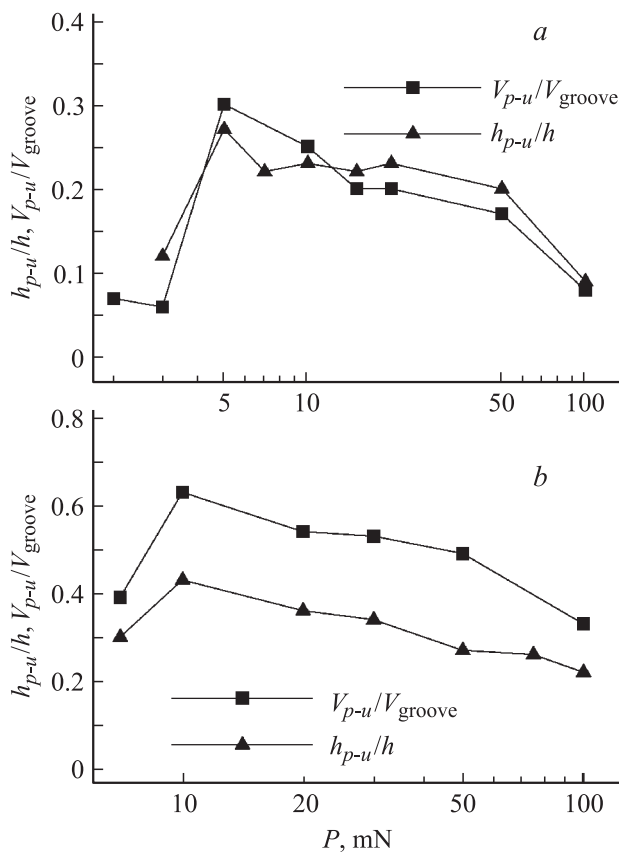 0.4
a
V_{p-u}/V_{groove}
h_{p-u}/h
0.3
0.2
0.1
0
h_{p-u}/h, V_{p-u}/V_{groove}
5 10 50 100
0.8
b
0.6
0.4
0.2
0
h_{p-u}/h, V_{p-u}/V_{groove}
V_{p-u}/V_{groove}
h_{p-u}/h
10 20 50 100
P, mN